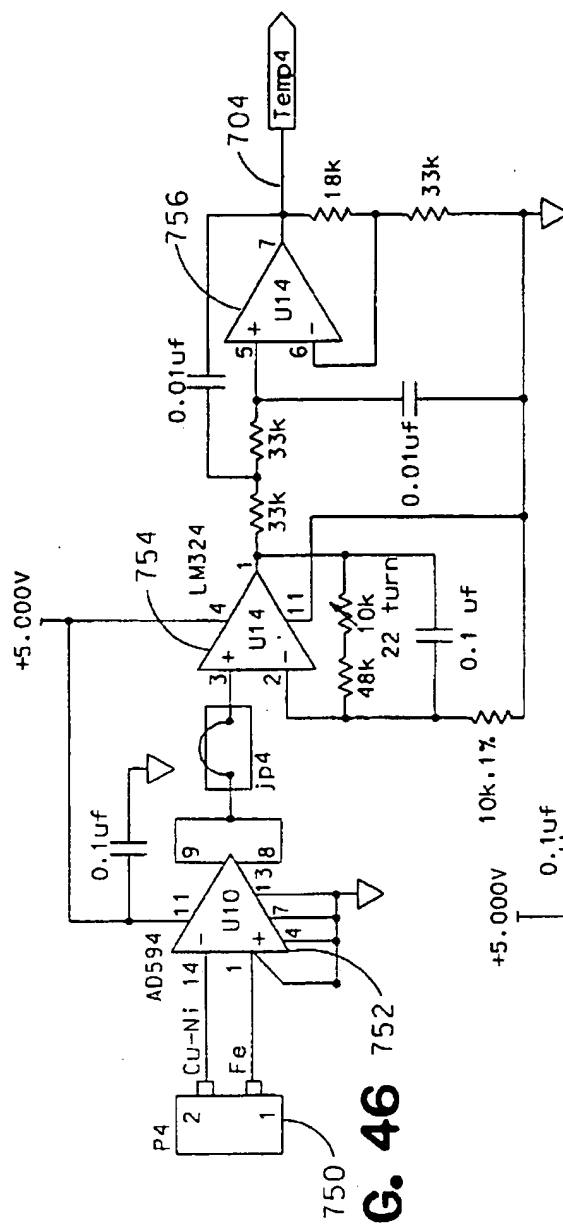 +5.000V
0.1uf
AD594
11
U10
-
+
14
1
9
8
13
7
4
Cu-Ni
Fe
P4
2
1
750
752
jp4
754
LM324
4
3
+
-
U14
1
11
2
48k
10k
22 turn
0.1 uf
10k.1%
33k
33k
0.01uf
0.01uf
756
5
+
-
6
U14
7
704
Temp4
18k
33k
G. 46
+5.000V
0.1uf